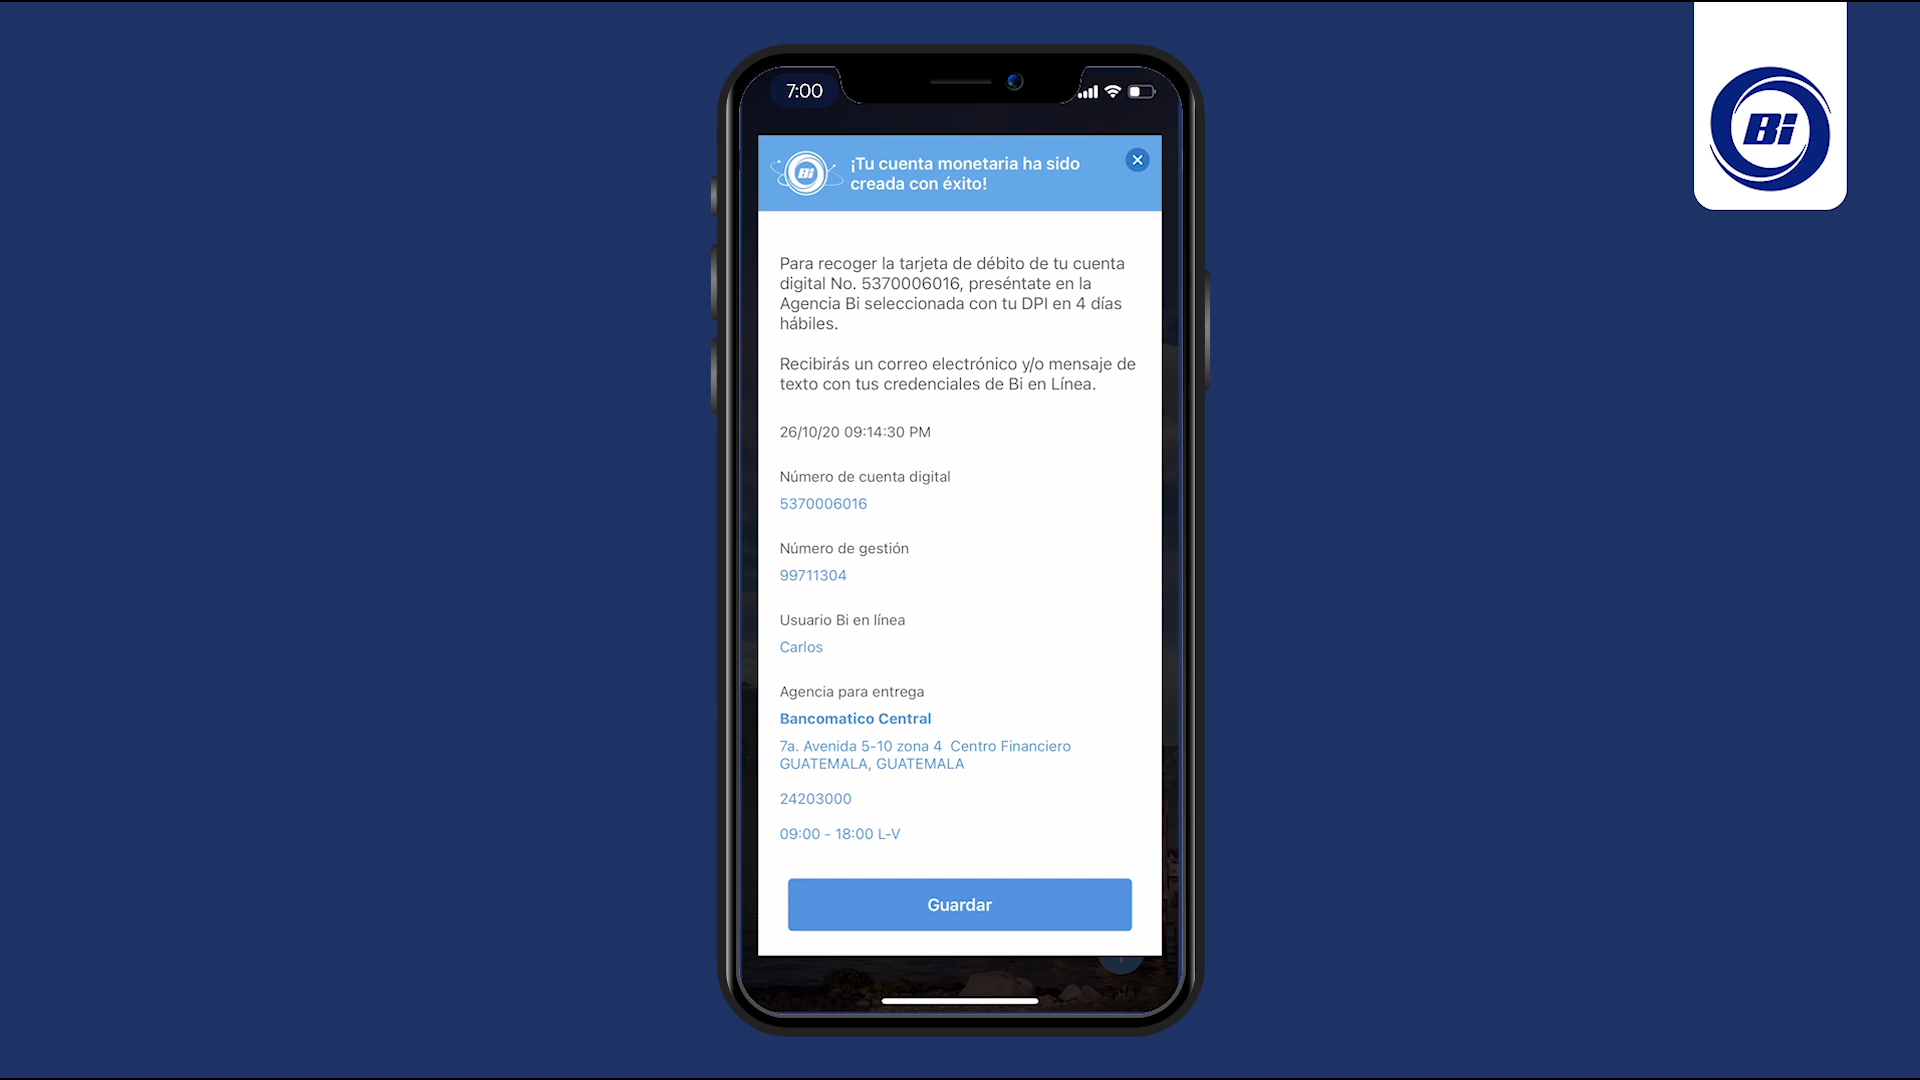 7:00
Bi
Bi
¡Tu cuenta monetaria ha sido
creada con éxito!
Para recoger la tarjeta de débito de tu cuenta
digital No. 5370006016, preséntate en la
Agencia Bi seleccionada con tu DPI en 4 días
hábiles.
Recibirás un correo electrónico y/o mensaje de
texto con tus credenciales de Bi en Línea.
26/10/20 09:14:30 PM
Número de cuenta digital
5370006016
Número de gestión
99711304
Usuario Bi en línea
Carlos
Agencia para entrega
Bancomatico Central
7a. Avenida 5-10 zona 4  Centro Financiero
GUATEMALA, GUATEMALA
24203000
09:00 - 18:00 L-V
Guardar